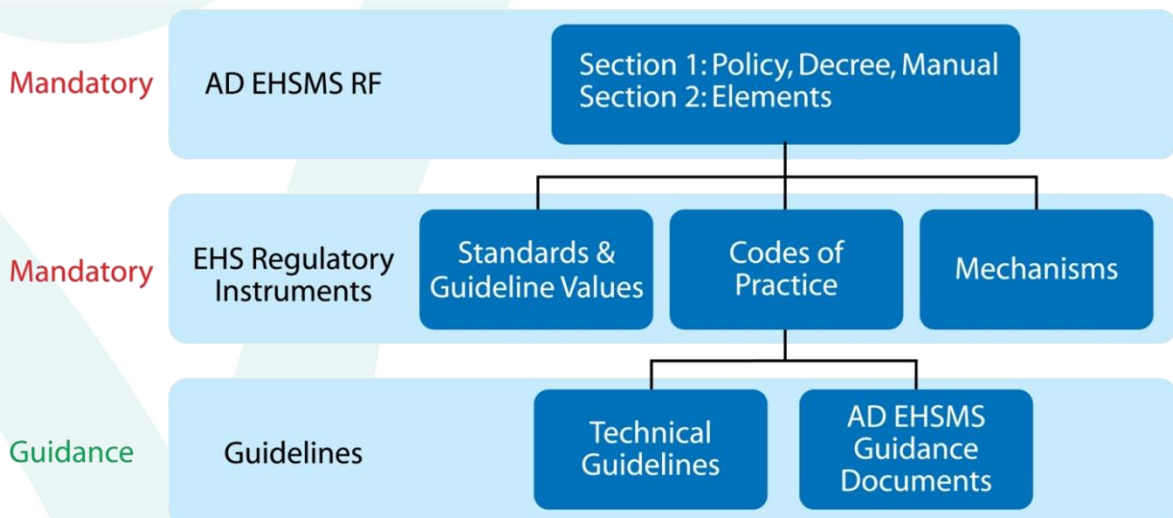 Mandatory
AD EHSMS RF
Section 1: Policy, Decree, Manual
Section 2: Elements
Mandatory
EHS Regulatory
Instruments
Standards &
Guideline Values
Codes of
Practice
Mechanisms
Guidance
Guidelines
Technical
Guidelines
AD EHSMS
Guidance
Documents